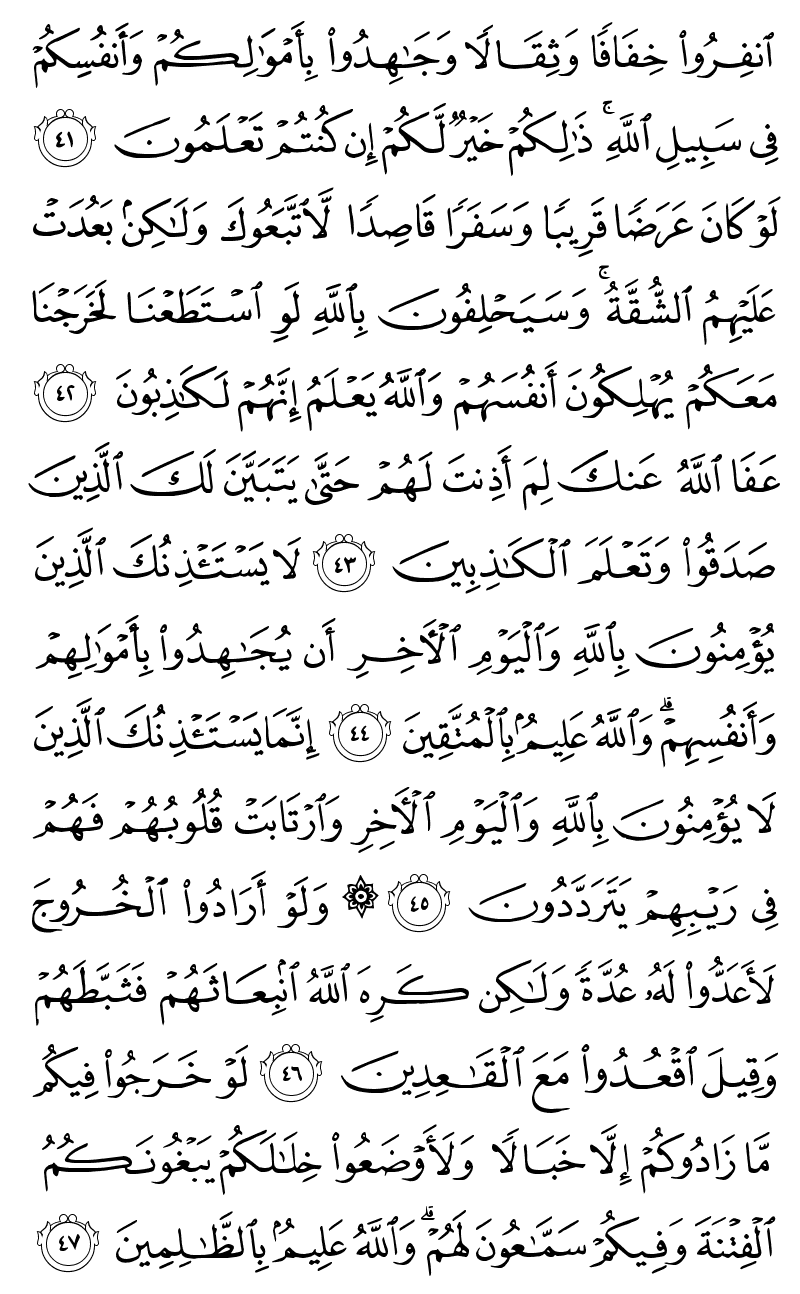 ٱنفِرُوا۟ خِفَافًا وَثِقَالًا وَجَـٰهِدُوا۟ بِأَمْوَٰلِكُمْ وَأَنفُسِكُمْ
فِى سَبِيلِ ٱللَّهِ ۚ ذَٰلِكُمْ خَيْرٌ لَّكُمْ إِن كُنتُمْ تَعْلَمُونَ ٤١
لَوْ كَانَ عَرَضًا قَرِيبًا وَسَفَرًا قَاصِدًا لَّٱتَّبَعُوكَ وَلَـٰكِنۢ بَعُدَتْ
عَلَيْهِمُ ٱلشُّقَّةُ ۚ وَسَيَحْلِفُونَ بِٱللَّهِ لَوِ ٱسْتَطَعْنَا لَخَرَجْنَا
مَعَكُمْ يُهْلِكُونَ أَنفُسَهُمْ وَٱللَّهُ يَعْلَمُ إِنَّهُمْ لَكَـٰذِبُونَ ٤٢
عَفَا ٱللَّهُ عَنكَ لِمَ أَذِنتَ لَهُمْ حَتَّىٰ يَتَبَيَّنَ لَكَ ٱلَّذِينَ
صَدَقُوا۟ وَتَعْلَمَ ٱلْكَـٰذِبِينَ ٤٣ لَا يَسْتَـْٔذِنُكَ ٱلَّذِينَ
يُؤْمِنُونَ بِٱللَّهِ وَٱلْيَوْمِ ٱلْـَٔاخِرِ أَن يُجَـٰهِدُوا۟ بِأَمْوَٰلِهِمْ
وَأَنفُسِهِمْ ۗ وَٱللَّهُ عَلِيمٌۢ بِٱلْمُتَّقِينَ ٤٤ إِنَّمَا يَسْتَـْٔذِنُكَ ٱلَّذِينَ
لَا يُؤْمِنُونَ بِٱللَّهِ وَٱلْيَوْمِ ٱلْـَٔاخِرِ وَٱرْتَابَتْ قُلُوبُهُمْ فَهُمْ
فِى رَيْبِهِمْ يَتَرَدَّدُونَ ٤٥ ۞ وَلَوْ أَرَادُوا۟ ٱلْخُرُوجَ
لَأَعَدُّوا۟ لَهُۥ عُدَّةً وَلَـٰكِن كَرِهَ ٱللَّهُ ٱنۢبِعَاثَهُمْ فَثَبَّطَهُمْ
وَقِيلَ ٱقْعُدُوا۟ مَعَ ٱلْقَـٰعِدِينَ ٤٦ لَوْ خَرَجُوا۟ فِيكُم
مَّا زَادُوكُمْ إِلَّا خَبَالًا وَلَأَوْضَعُوا۟ خِلَـٰلَكُمْ يَبْغُونَكُمُ
ٱلْفِتْنَةَ وَفِيكُمْ سَمَّـٰعُونَ لَهُمْ ۗ وَٱللَّهُ عَلِيمٌۢ بِٱلظَّـٰلِمِينَ ٤٧